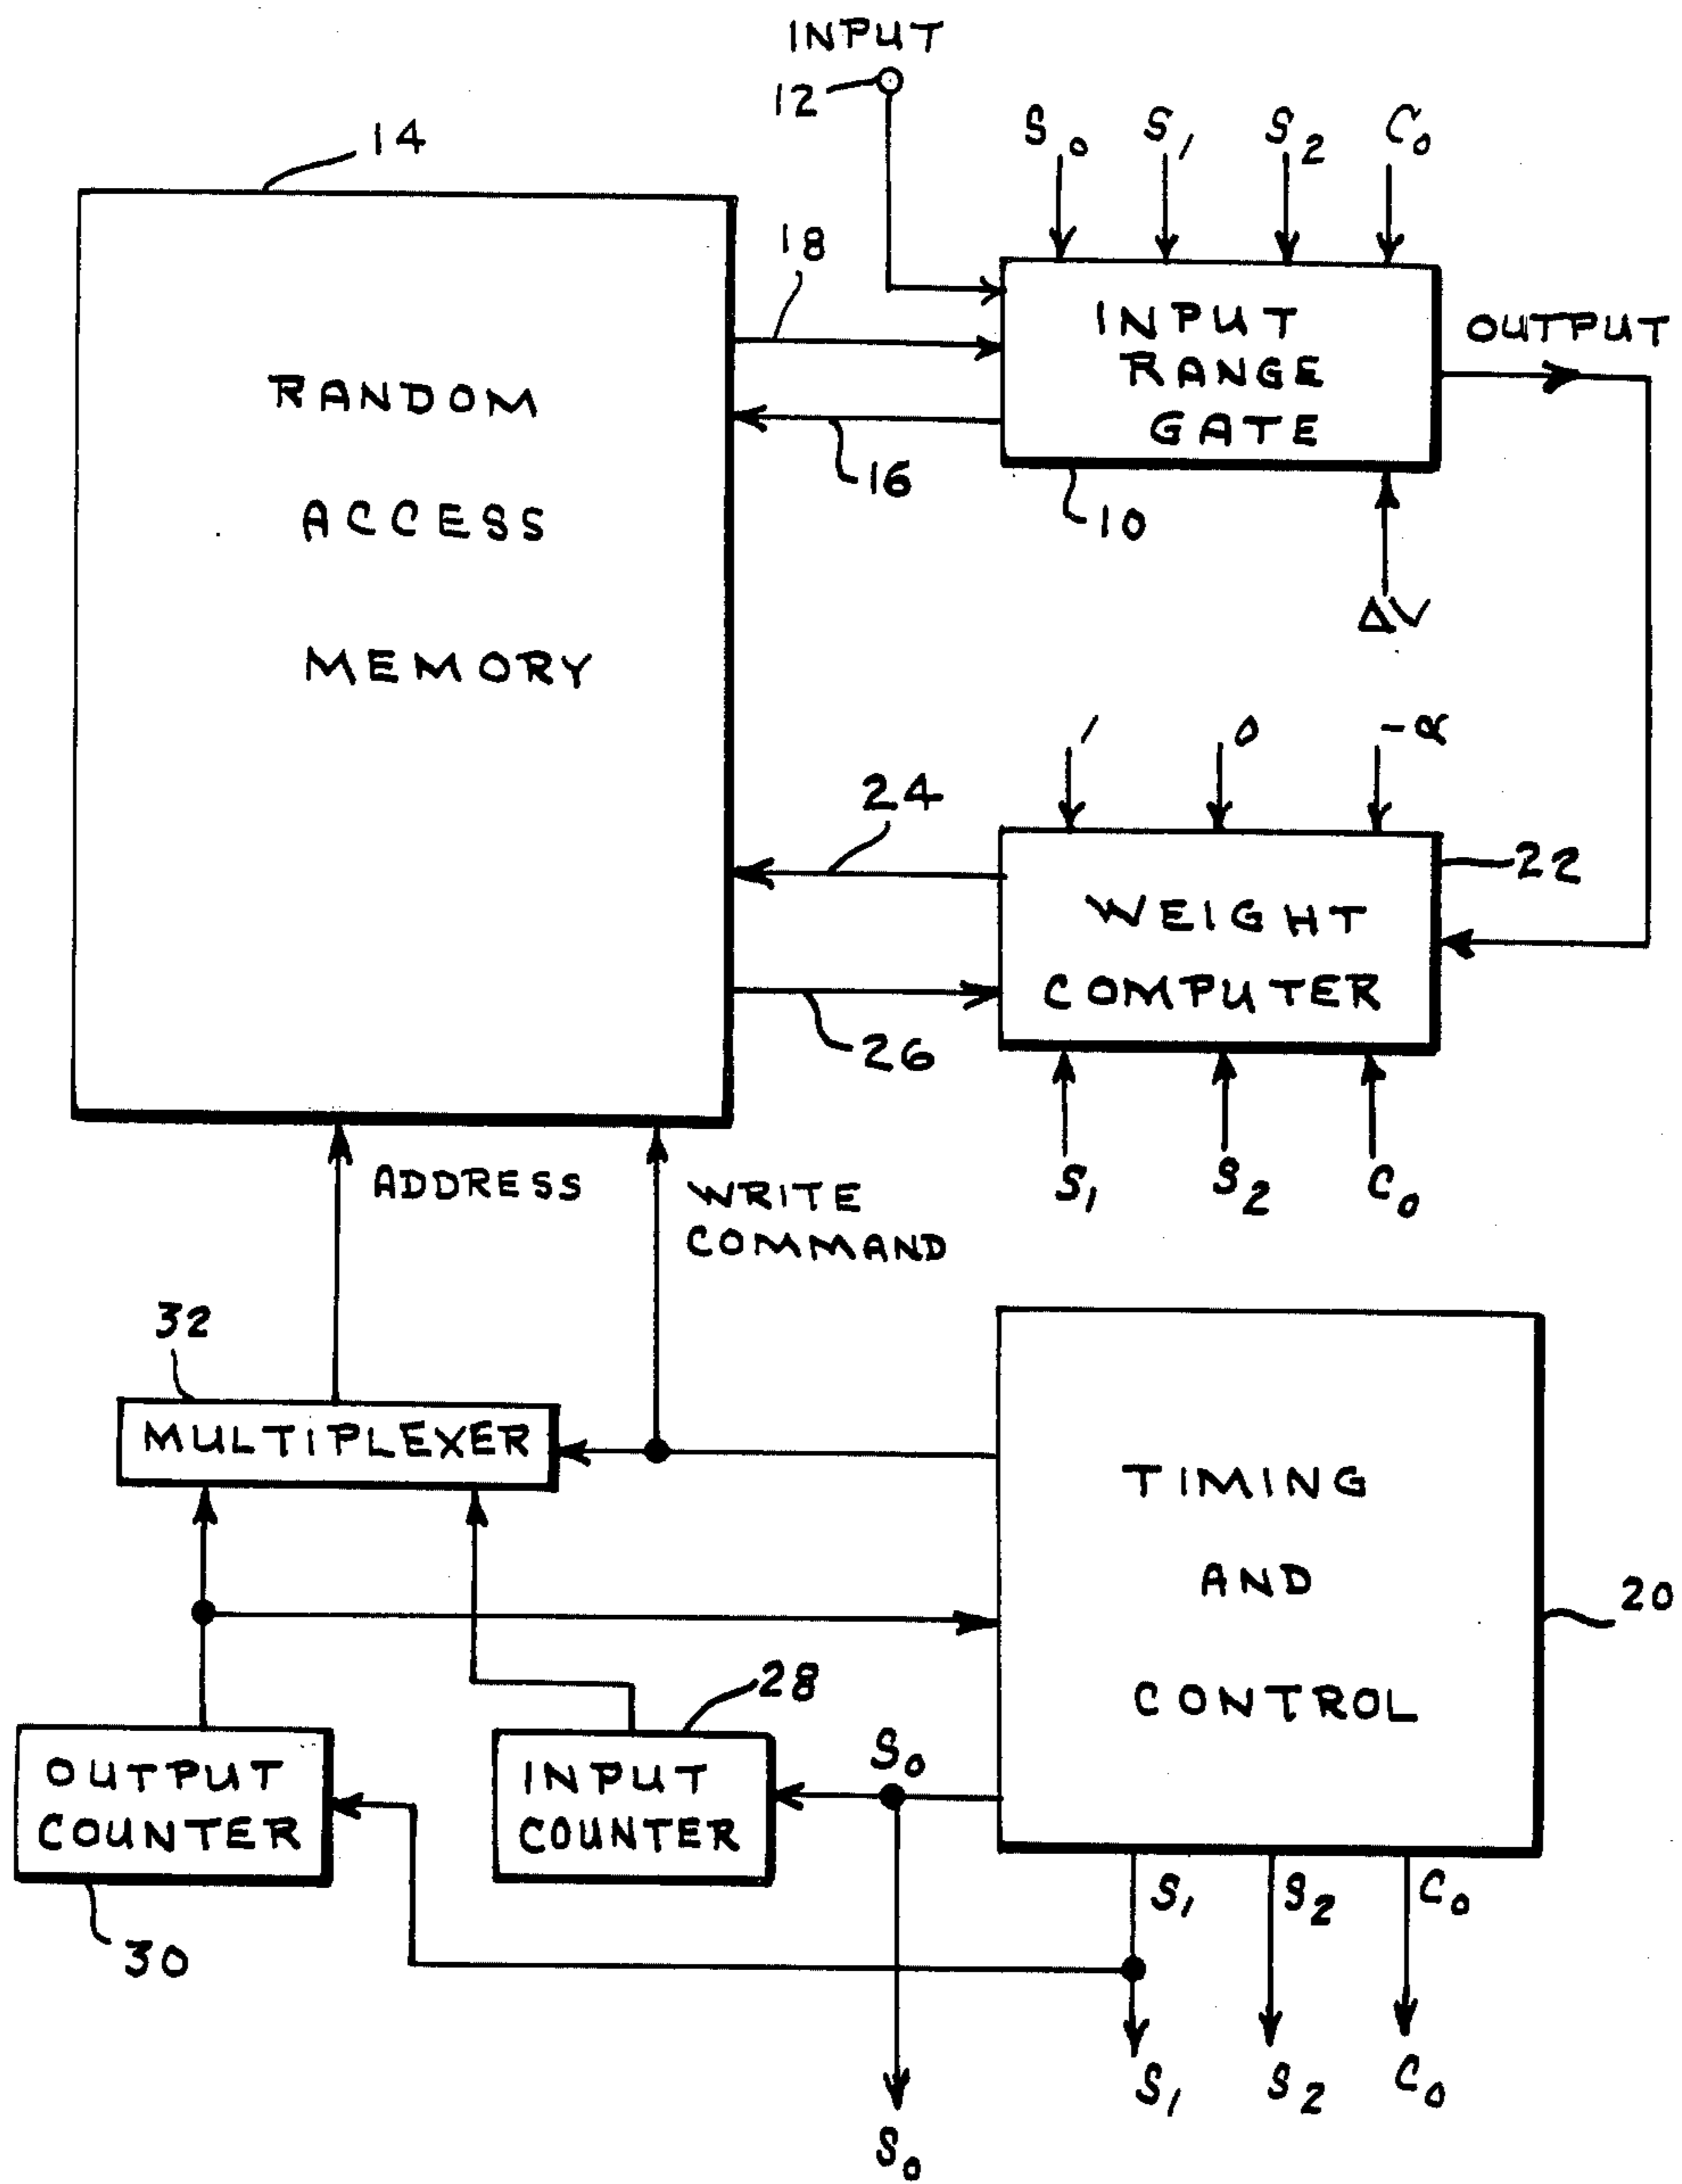 INPUT
12
S₀ S₁ S₂ C₀
14
18
INPUT
RANGE
GATE
OUTPUT
RANDOM
ACCESS
MEMORY
16
10
ΔV
1 0 -α
24
22
WEIGHT
COMPUTER
26
S₁ S₂ C₀
ADDRESS
WRITE
COMMAND
32
MULTIPLEXER
TIMING
AND
CONTROL
20
28
S₀
OUTPUT
COUNTER
INPUT
COUNTER
30
S₁ S₂ C₀
S₁ S₂ C₀
S₀